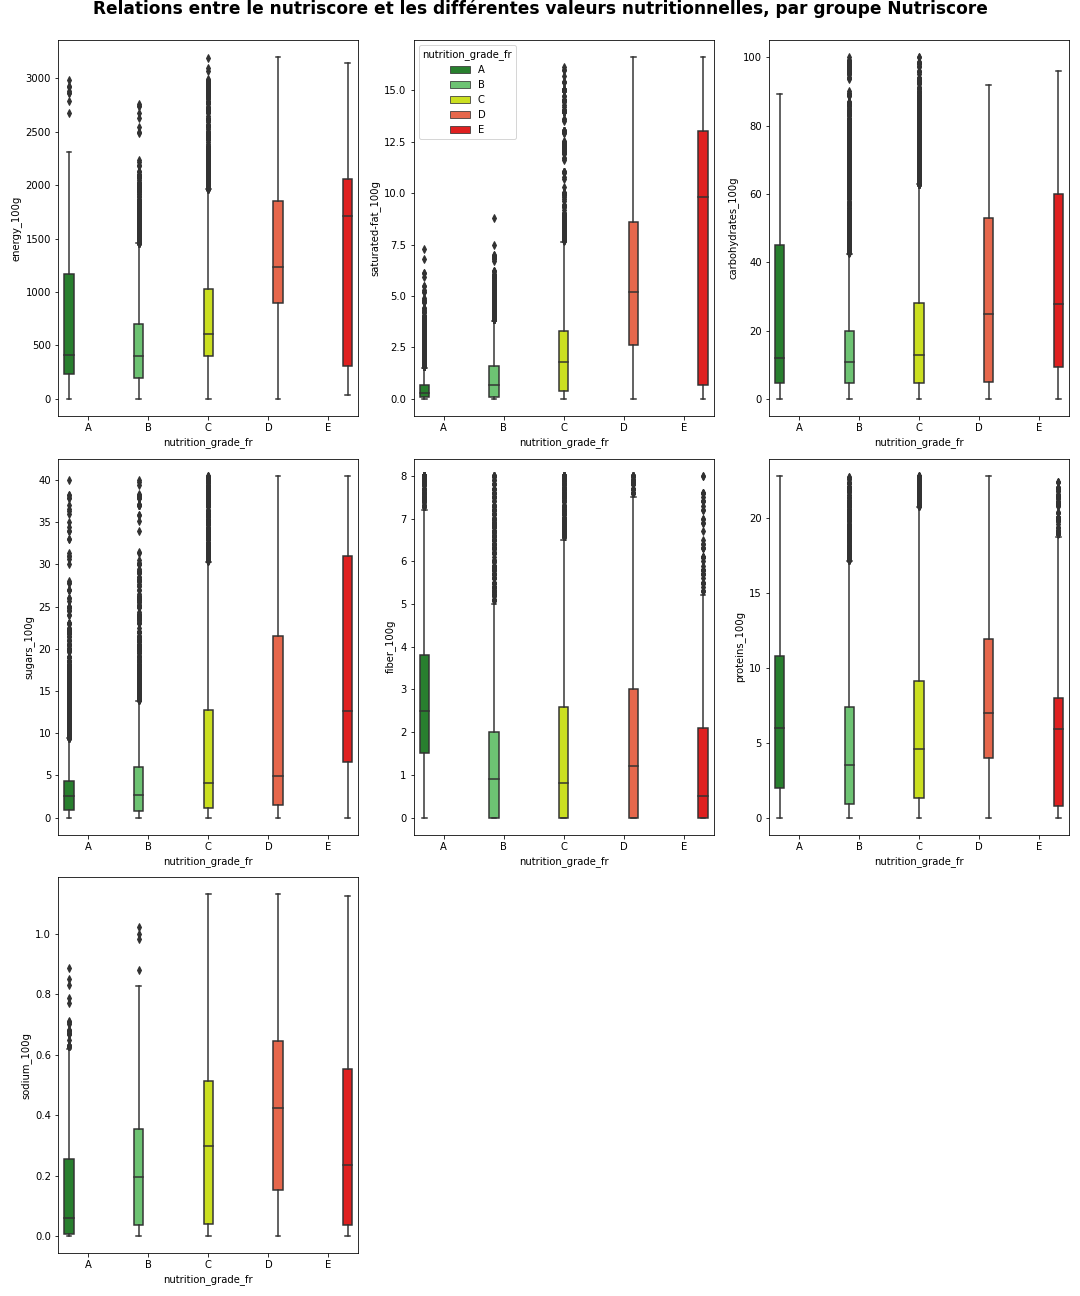 Relations entre le nutriscore et les différentes valeurs nutritionnelles, par groupe Nutriscore
energy_100g
3000
2500
2000
1500
1000
500
0
A B C D E
nutrition_grade_fr
saturated-fat_100g
15.0
12.5
10.0
7.5
5.0
2.5
0.0
nutrition_grade_fr
A
B
C
D
E
A B C D E
nutrition_grade_fr
carbohydrates_100g
100
80
60
40
20
0
A B C D E
nutrition_grade_fr
sugars_100g
40
35
30
25
20
15
10
5
0
A B C D E
nutrition_grade_fr
fiber_100g
8
7
6
5
4
3
2
1
0
A B C D E
nutrition_grade_fr
proteins_100g
20
15
10
5
0
A B C D E
nutrition_grade_fr
sodium_100g
1.0
0.8
0.6
0.4
0.2
0.0
A B C D E
nutrition_grade_fr